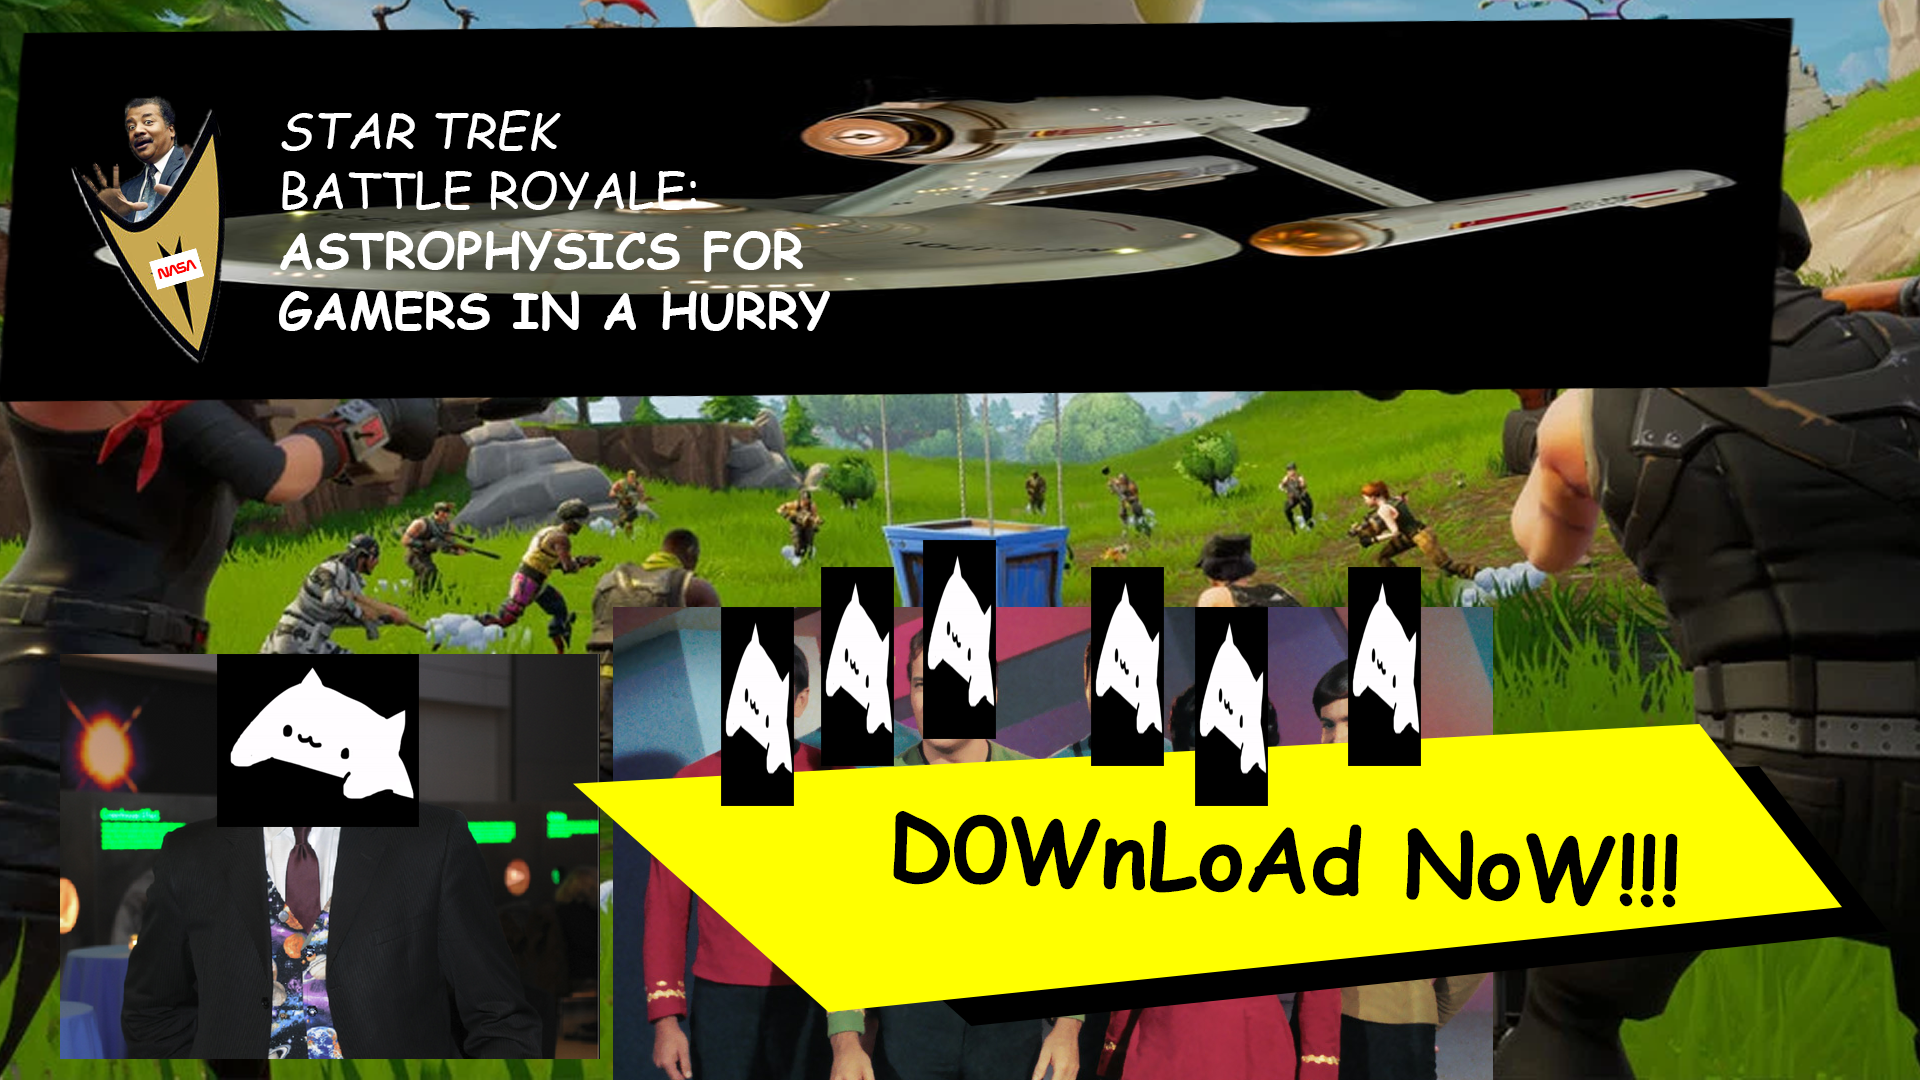 STAR TREK
BATTLE ROYALE:
ASTROPHYSICS FOR
GAMERS IN A HURRY
NASA
DOWnLoAd NoW!!!